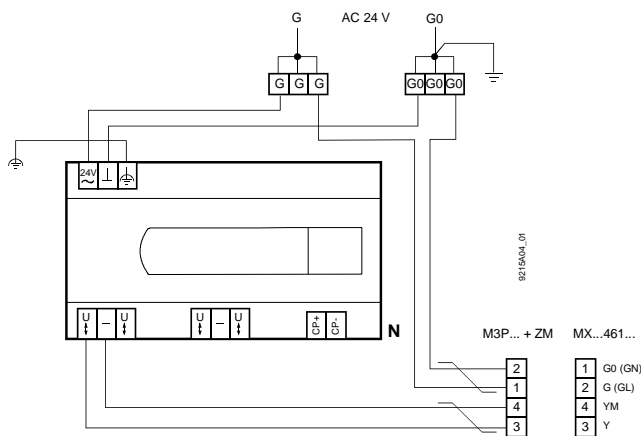 G AC 24 V G0
G G G G0 G0 G0
24V ~ ⊥
9215A04_01
U – U U – U CP+ CP- N
M3P... + ZM MX...461...
2 1 G0 (GN)
1 2 G (GL)
4 4 YM
3 3 Y